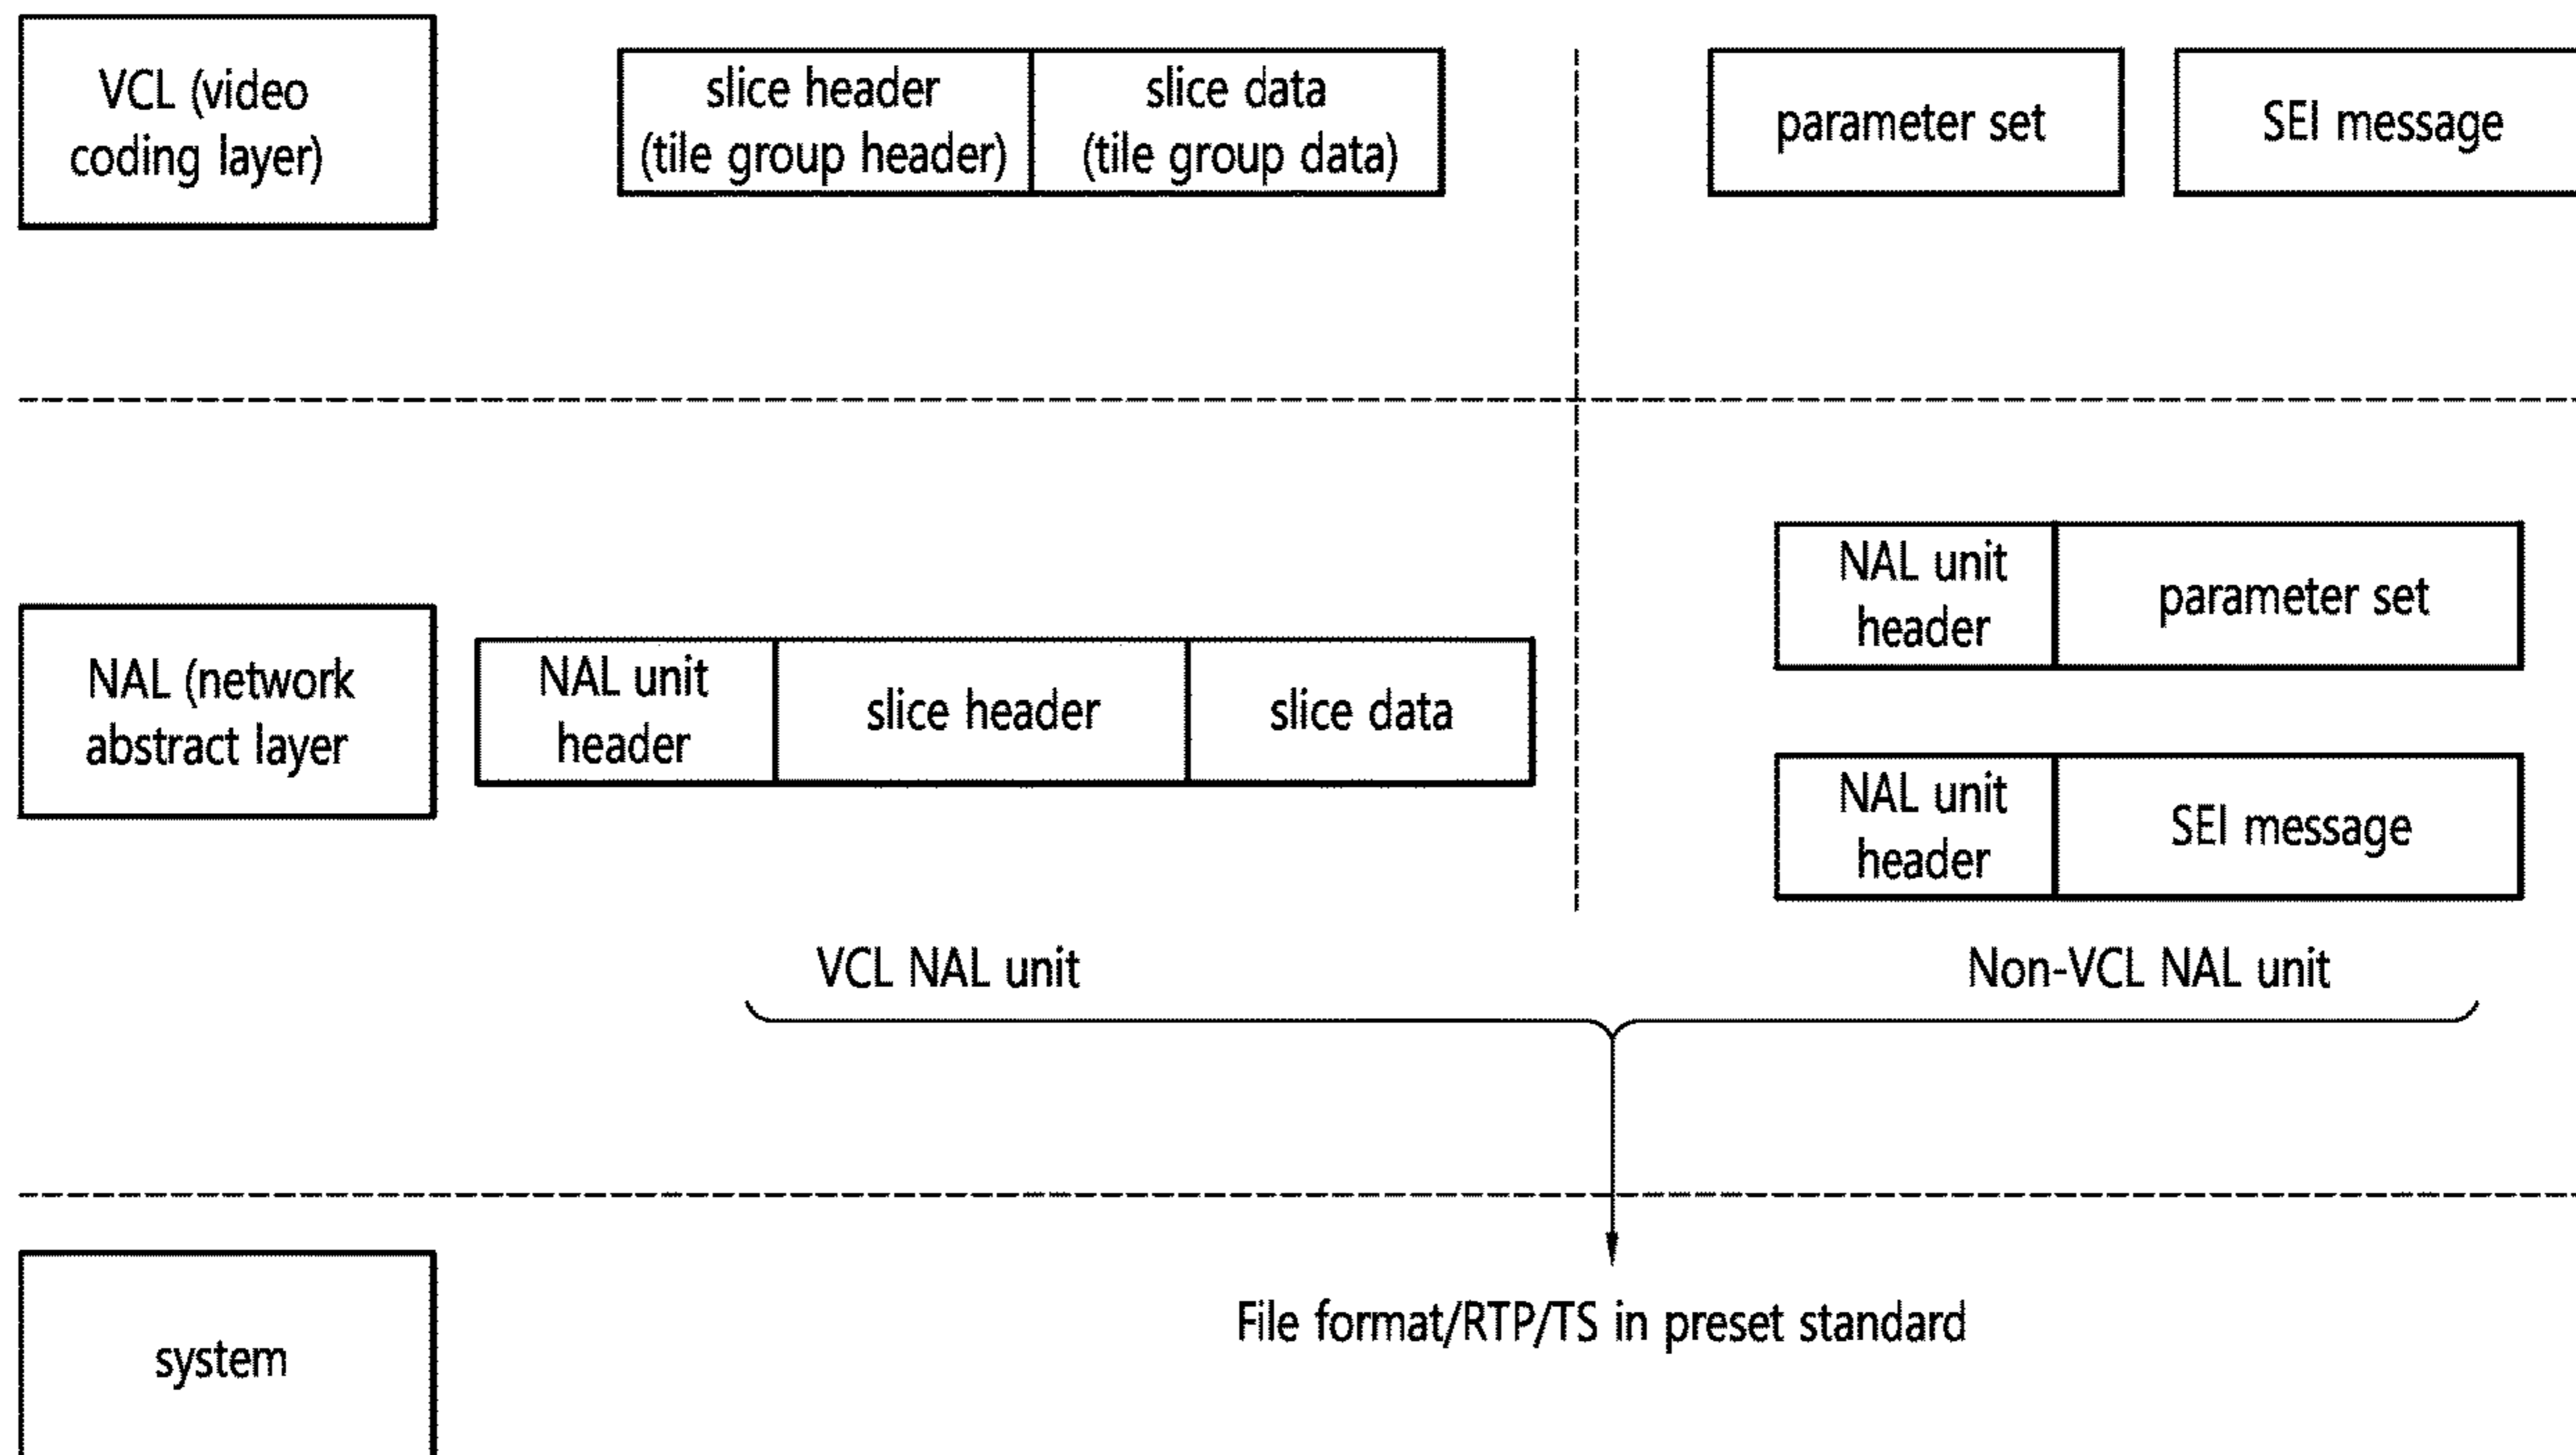 VCL (video
coding layer)
slice header
(tile group header)
slice data
(tile group data)
parameter set
SEI message
NAL (network
abstract layer
NAL unit
header
slice header
slice data
NAL unit
header
parameter set
NAL unit
header
SEI message
VCL NAL unit
Non-VCL NAL unit
system
File format/RTP/TS in preset standard